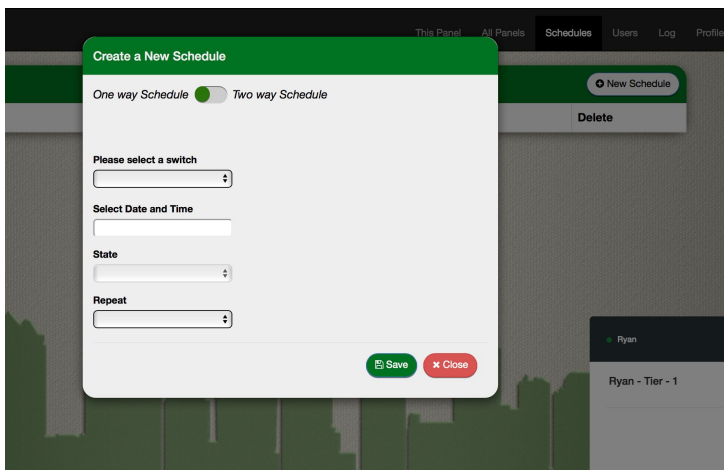 This Panel All Panels Schedules Users Log Profile
Create a New Schedule
New Schedule
One way Schedule Two way Schedule
Delete
Please select a switch
Select Date and Time
State
Repeat
Ryan
Save Close
Ryan - Tier - 1